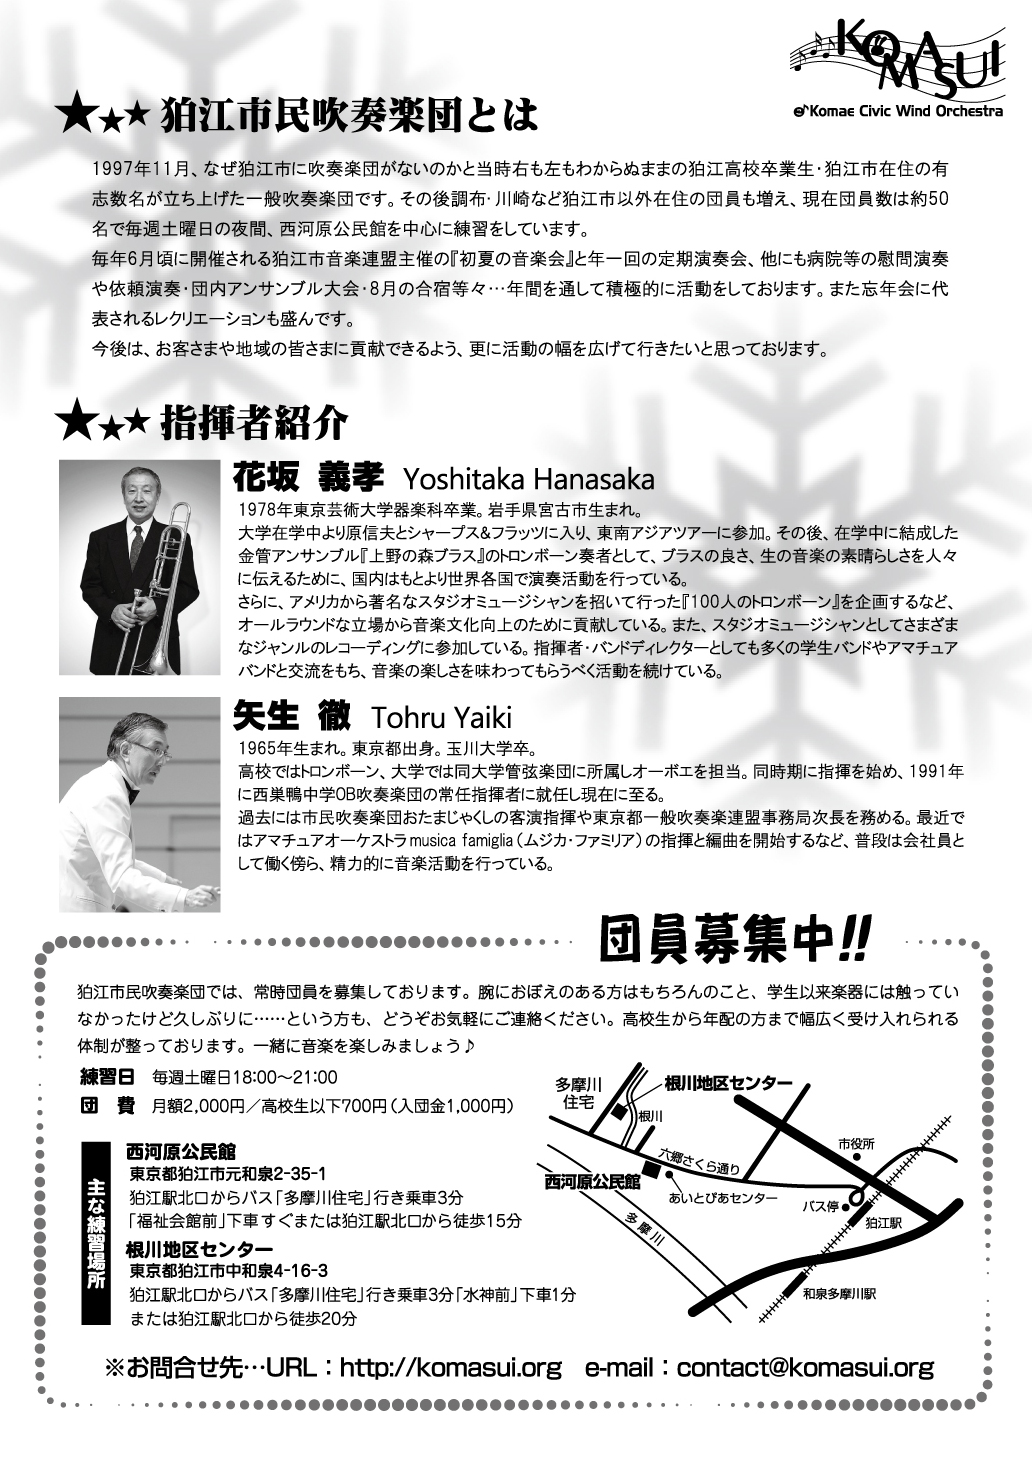 KOMASUI
Komae Civic Wind Orchestra
★★★ 狛江市民吹奏楽団とは
1997年11月、なぜ狛江市に吹奏楽団がないのかと当時右も左もわからぬままの狛江高校卒業生・狛江市在住の有
志数名が立ち上げた一般吹奏楽団です。その後調布・川崎など狛江市以外在住の団員も増え、現在団員数は約50
名で毎週土曜日の夜間、西河原公民館を中心に練習をしています。
毎年6月頃に開催される狛江市音楽連盟主催の『初夏の音楽会』と年一回の定期演奏会、他にも病院等の慰問演奏
や依頼演奏・団内アンサンブル大会・8月の合宿等々…年間を通して積極的に活動をしております。また忘年会に代
表されるレクリエーションも盛んです。
今後は、お客さまや地域の皆さまに貢献できるよう、更に活動の幅を広げて行きたいと思っております。
★★★ 指揮者紹介
花坂 義孝 Yoshitaka Hanasaka
1978年東京芸術大学器楽科卒業。岩手県宮古市生まれ。
大学在学中より原信夫とシャープス&フラッツに入り、東南アジアツアーに参加。その後、在学中に結成した
金管アンサンブル『上野の森ブラス』のトロンボーン奏者として、ブラスの良さ、生の音楽の素晴らしさを人々
に伝えるために、国内はもとより世界各国で演奏活動を行っている。
さらに、アメリカから著名なスタジオミュージシャンを招いて行った『100人のトロンボーン』を企画するなど、
オールラウンドな立場から音楽文化向上のために貢献している。また、スタジオミュージシャンとしてさまざま
なジャンルのレコーディングに参加している。指揮者・バンドディレクターとしても多くの学生バンドやアマチュア
バンドと交流をもち、音楽の楽しさを味わってもらうべく活動を続けている。
矢生 徹 Tohru Yaiki
1965年生まれ。東京都出身。玉川大学卒。
高校ではトロンボーン、大学では同大学管弦楽団に所属しオーボエを担当。同時期に指揮を始め、1991年
に西巣鴨中学OB吹奏楽団の常任指揮者に就任し現在に至る。
過去には市民吹奏楽団おたまじゃくしの客演指揮や東京都一般吹奏楽連盟事務局次長を務める。最近で
はアマチュアオーケストラmusica famiglia（ムジカ・ファミリア）の指揮と編曲を開始するなど、普段は会社員と
して働く傍ら、精力的に音楽活動を行っている。
団員募集中!!
狛江市民吹奏楽団では、常時団員を募集しております。腕におぼえのある方はもちろんのこと、学生以来楽器には触ってい
なかったけど久しぶりに……という方も、どうぞお気軽にご連絡ください。高校生から年配の方まで幅広く受け入れられる
体制が整っております。一緒に音楽を楽しみましょう♪
練習日 毎週土曜日18:00〜21:00
団 費 月額2,000円／高校生以下700円（入団金1,000円）
主な練習場所
西河原公民館
東京都狛江市元和泉2-35-1
狛江駅北口からバス「多摩川住宅」行き乗車3分
「福祉会館前」下車 すぐまたは狛江駅北口から徒歩15分
根川地区センター
東京都狛江市中和泉4-16-3
狛江駅北口からバス「多摩川住宅」行き乗車3分「水神前」下車1分
または狛江駅北口から徒歩20分
多摩川
住宅
根川地区センター
根川
市役所
六郷さくら通り
西河原公民館
あいとぴあセンター
バス停
狛江駅
多摩川
和泉多摩川駅
※お問合せ先…URL：http://komasui.org e-mail：contact@komasui.org